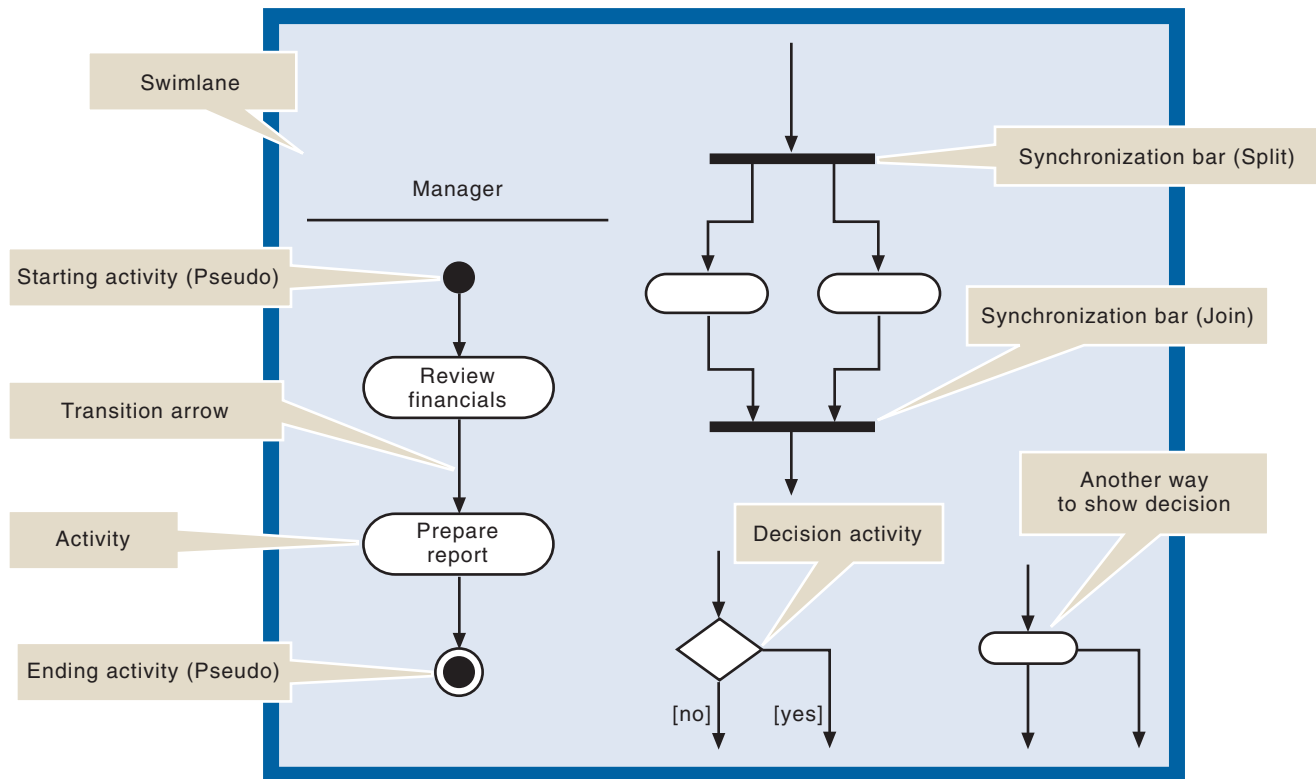 Swimlane
Synchronization bar (Split)
Manager
Starting activity (Pseudo)
Synchronization bar (Join)
Review
financials
Transition arrow
Another way
to show decision
Prepare
report
Activity
Decision activity
Ending activity (Pseudo)
[no]
[yes]